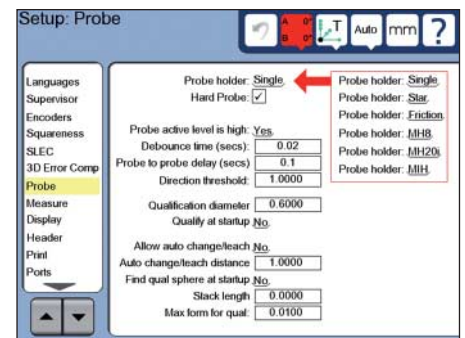 Setup: Probe
A 0°
B 0°
T
Auto
mm
?
Languages
Supervisor
Encoders
Squareness
SLEC
3D Error Comp
Probe
Measure
Display
Header
Print
Ports
Probe holder: Single.
Hard Probe: ✓
Probe active level is high: Yes.
Debounce time (secs): 0.02
Probe to probe delay (secs) 0.1
Direction threshold: 1.0000
Qualification diameter 0.6000
Qualify at startup No.
Allow auto change/teach No.
Auto change/teach distance 1.0000
Find qual sphere at startup No.
Stack length 0.0000
Max form for qual: 0.0100
Probe holder: Single.
Probe holder: Star.
Probe holder: Friction.
Probe holder: MH8.
Probe holder: MH20i.
Probe holder: MIH.